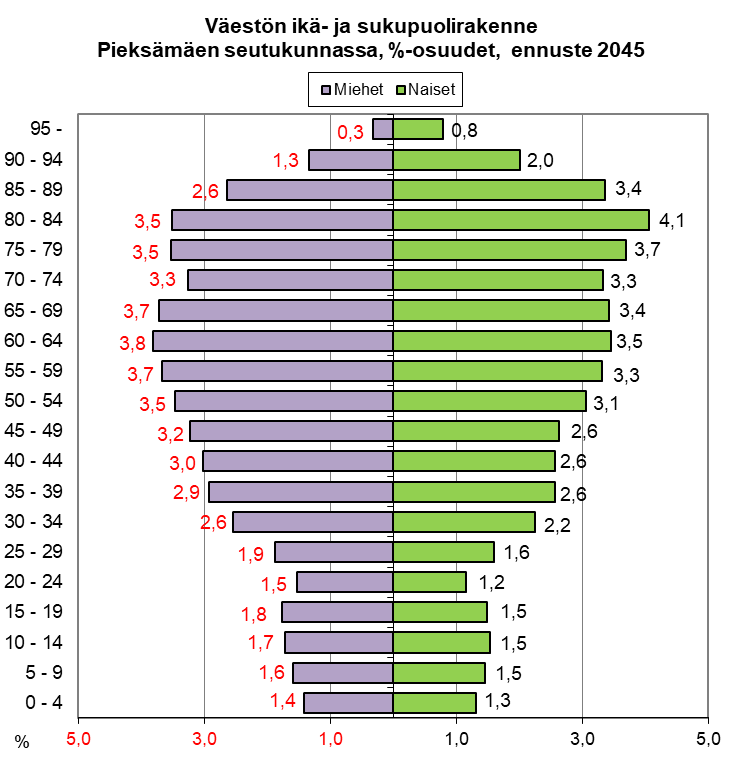 Väestön ikä- ja sukupuolirakenne
Pieksämäen seutukunnassa, %-osuudet, ennuste 2045
Miehet Naiset
95 - 0,3 0,8
90 - 94 1,3 2,0
85 - 89 2,6 3,4
80 - 84 3,5 4,1
75 - 79 3,5 3,7
70 - 74 3,3 3,3
65 - 69 3,7 3,4
60 - 64 3,8 3,5
55 - 59 3,7 3,3
50 - 54 3,5 3,1
45 - 49 3,2 2,6
40 - 44 3,0 2,6
35 - 39 2,9 2,6
30 - 34 2,6 2,2
25 - 29 1,9 1,6
20 - 24 1,5 1,2
15 - 19 1,8 1,5
10 - 14 1,7 1,5
5 - 9 1,6 1,5
0 - 4 1,4 1,3
% 5,0 3,0 1,0 1,0 3,0 5,0